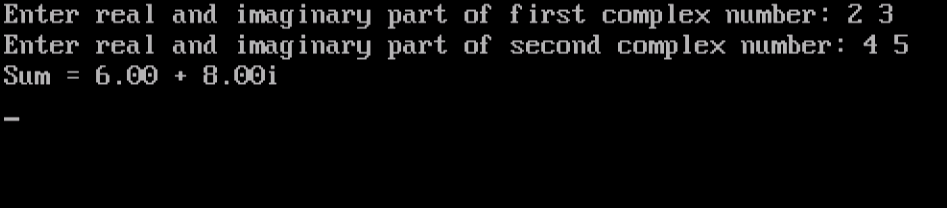 Enter real and imaginary part of first complex number: 2 3
Enter real and imaginary part of second complex number: 4 5
Sum = 6.00 + 8.00i
_